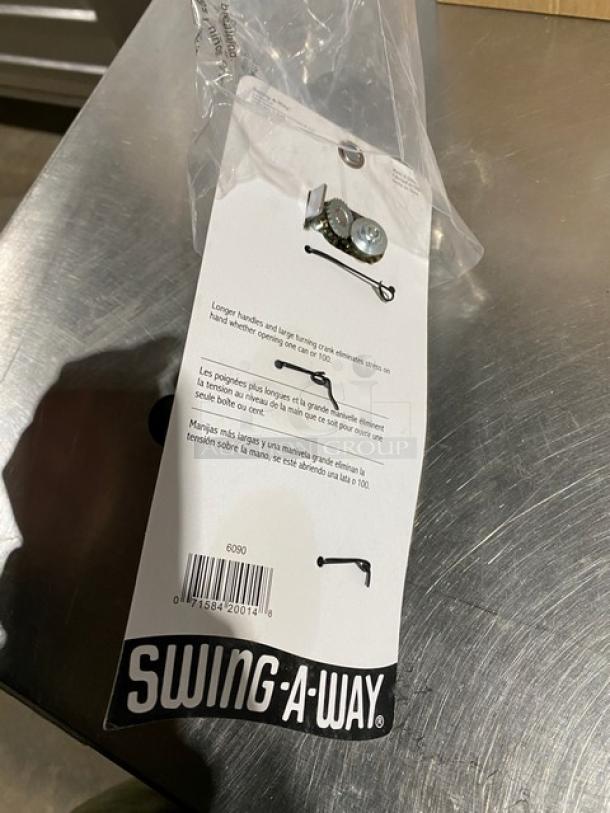 Longer handles and large turning crank eliminates stress on
hand whether opening one can or 100.
Les poignées plus longues et la grande manivelle éliminent
la tension au niveau de la main que ce soit pour ouvrir une
seule boîte ou cent.
Manijas más largas y una manivela grande eliminan la
tensión sobre la mano, se esté abriendo una lata o 100.
AUCTION GROUP
6090
0 71584 20014 8
SWING-A-WAY®